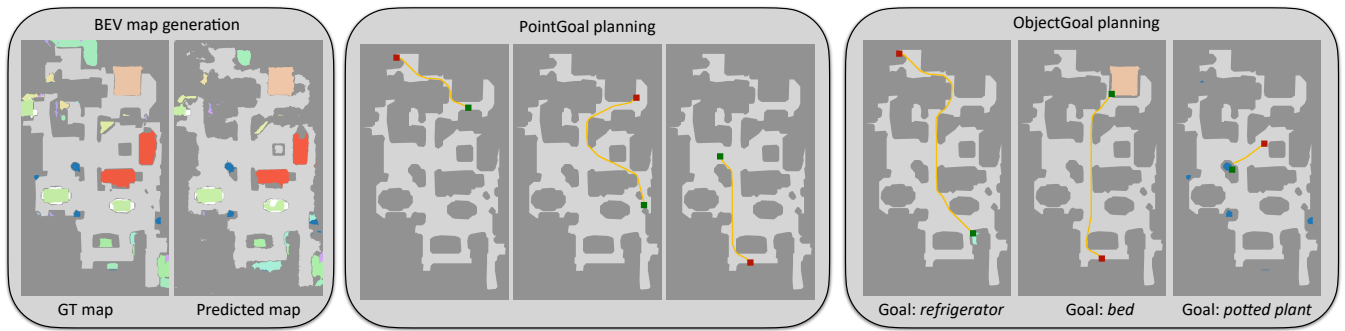 BEV map generation
GT map
Predicted map
PointGoal planning
ObjectGoal planning
Goal: refrigerator
Goal: bed
Goal: potted plant